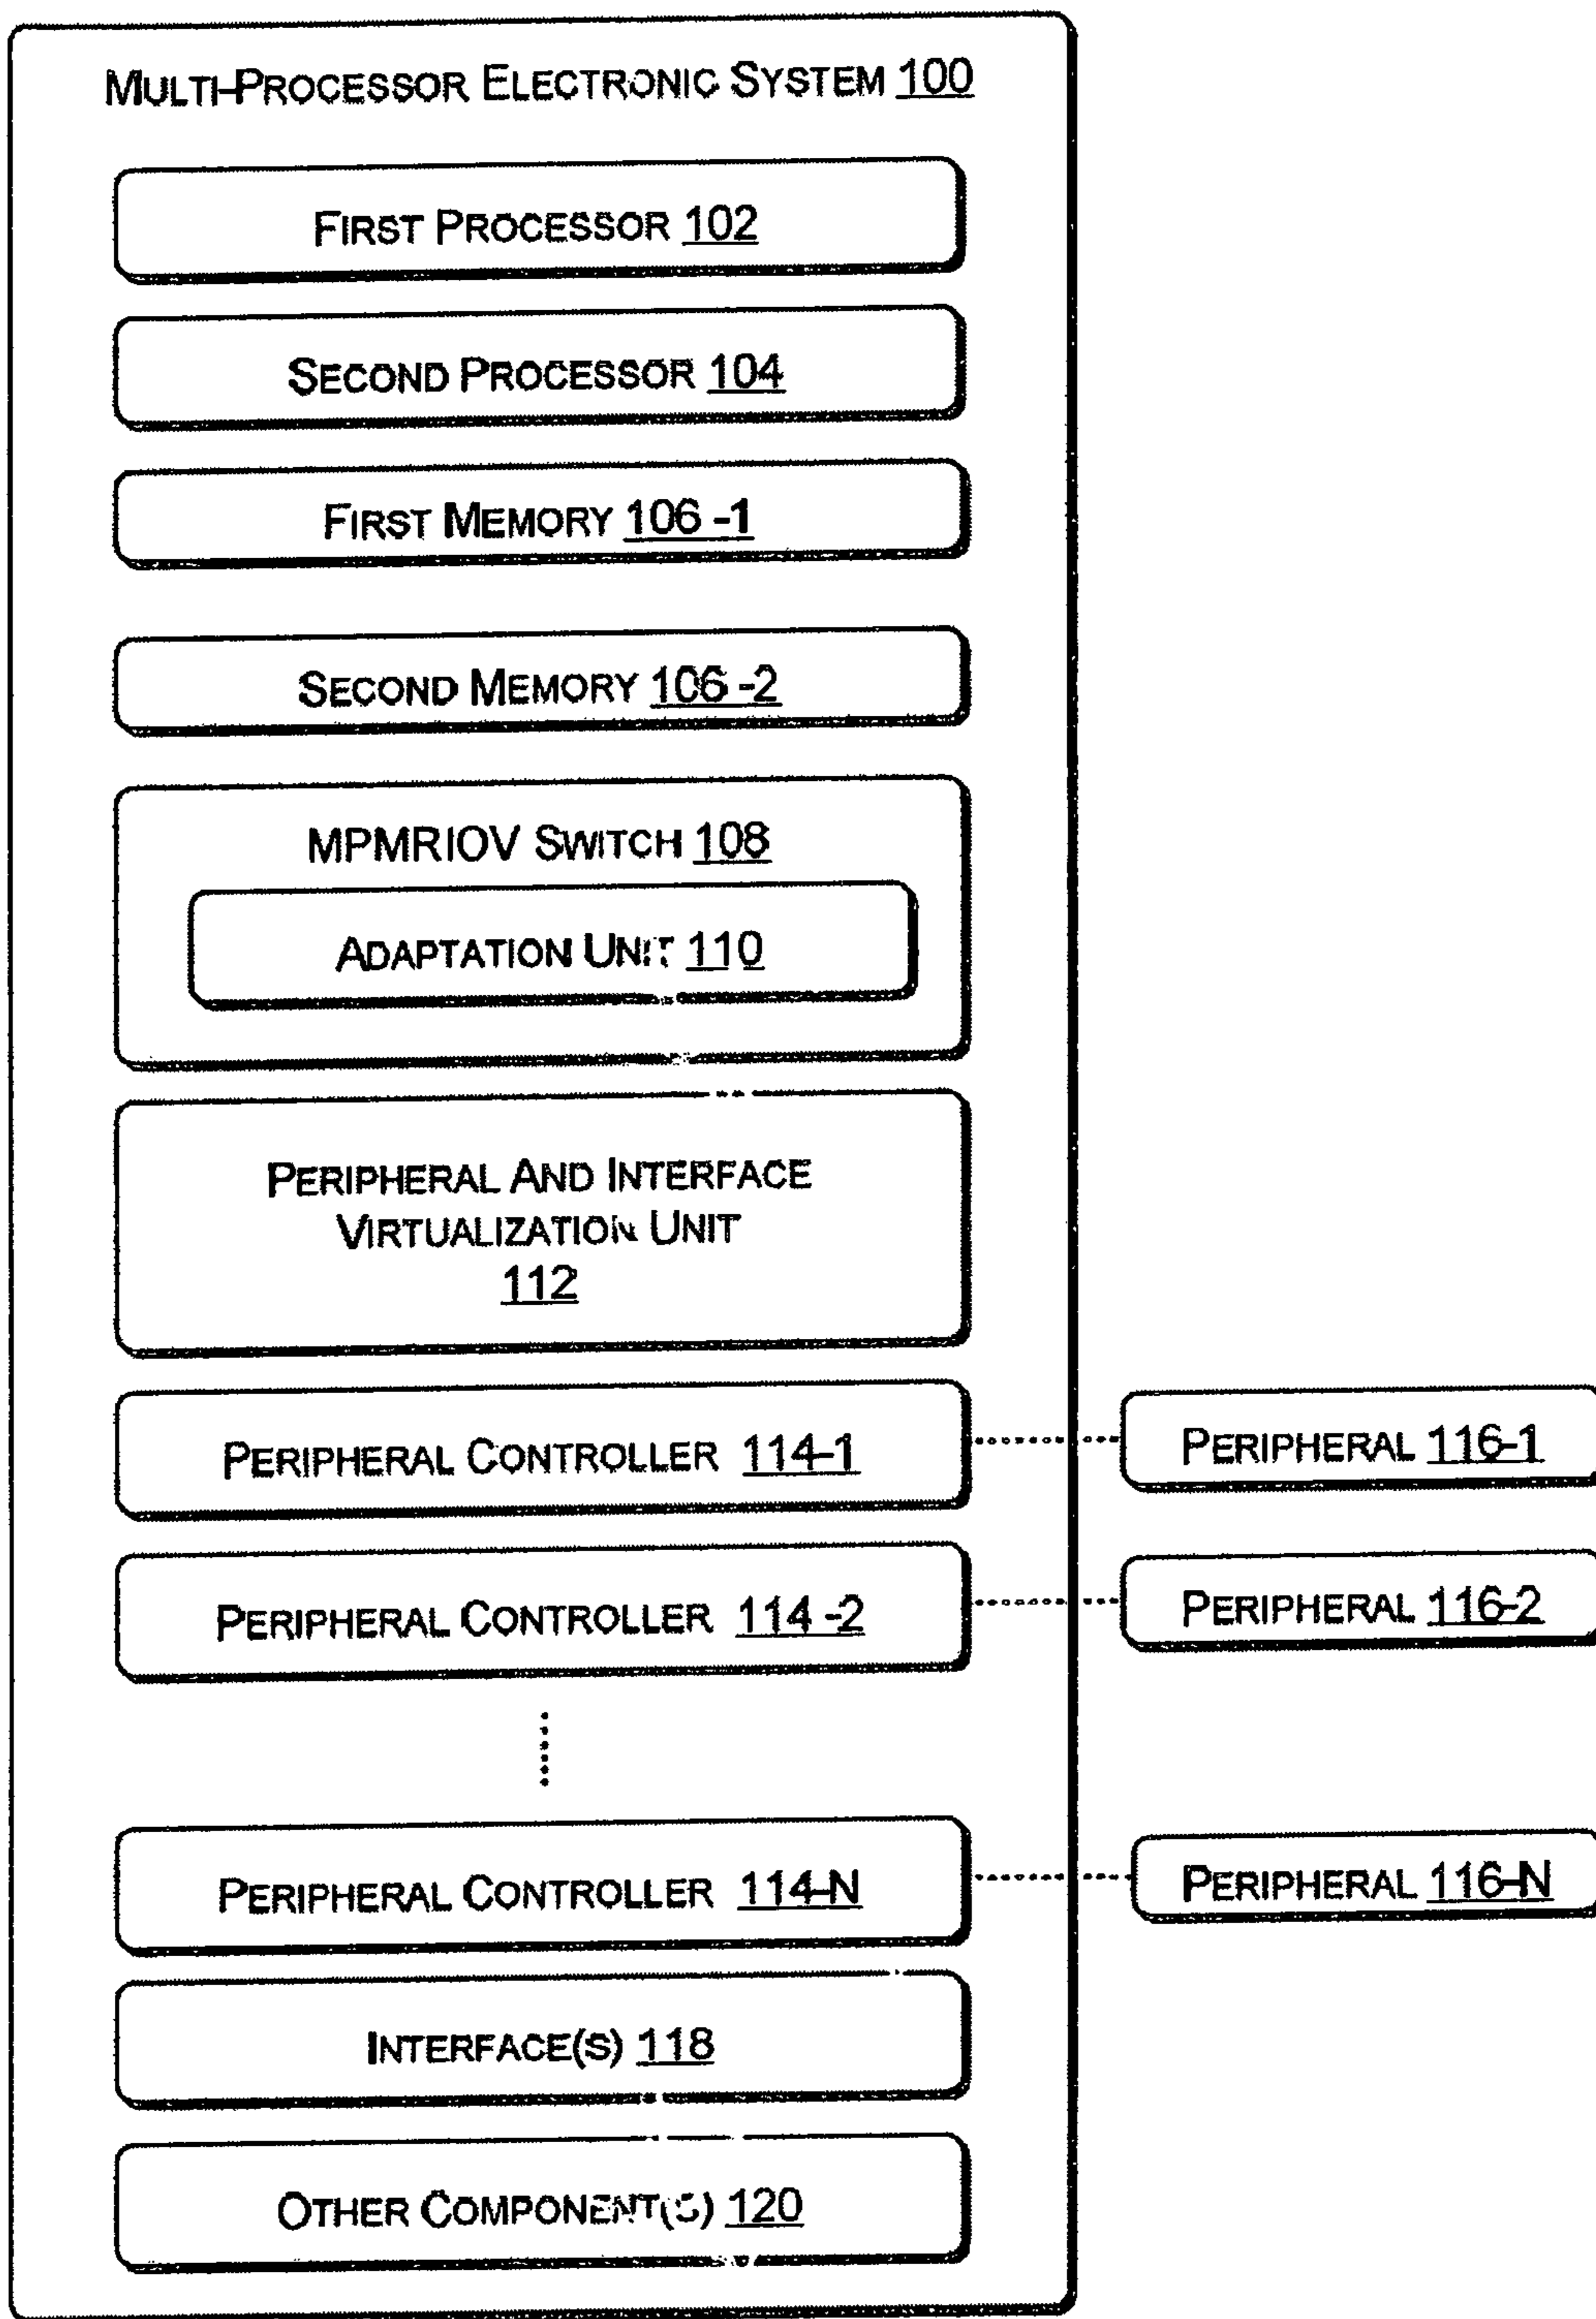 MULTI-PROCESSOR ELECTRONIC SYSTEM 100
FIRST PROCESSOR 102
SECOND PROCESSOR 104
FIRST MEMORY 106-1
SECOND MEMORY 106-2
MPMRIOV SWITCH 108
ADAPTATION UNIT 110
PERIPHERAL AND INTERFACE
VIRTUALIZATION UNIT
112
PERIPHERAL CONTROLLER 114-1
PERIPHERAL 116-1
PERIPHERAL CONTROLLER 114-2
PERIPHERAL 116-2
PERIPHERAL CONTROLLER 114-N
PERIPHERAL 116-N
INTERFACE(S) 118
OTHER COMPONENT(S) 120